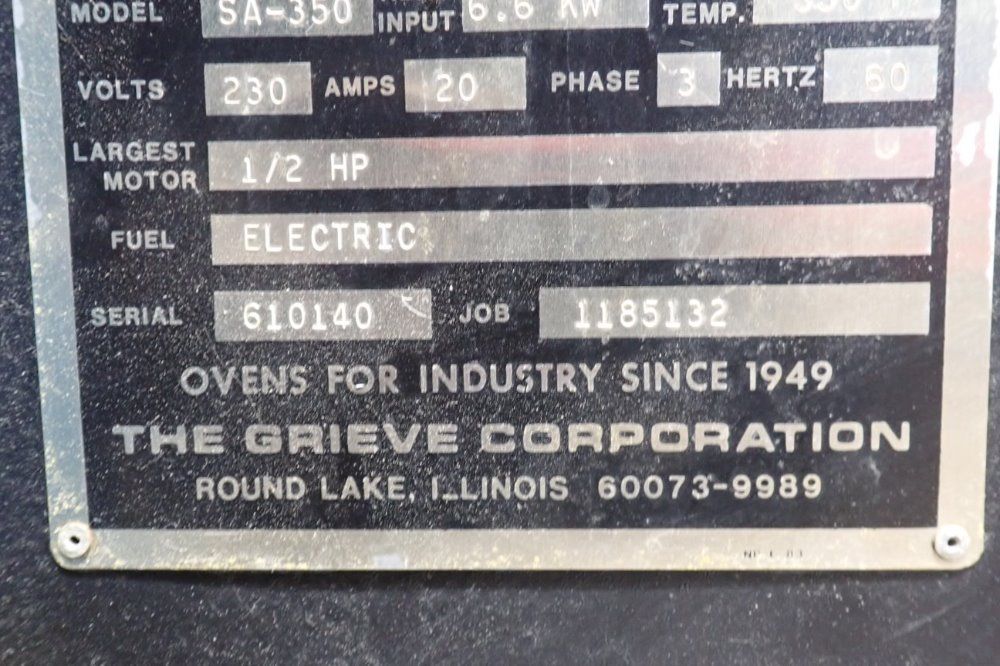 MODEL SA-350 INPUT 6.6 KW TEMP. 350
VOLTS 230 AMPS 20 PHASE 3 HERTZ 60
LARGEST MOTOR 1/2 HP
FUEL ELECTRIC
SERIAL 610140 JOB 1185132
OVENS FOR INDUSTRY SINCE 1949
THE GRIEVE CORPORATION
ROUND LAKE, ILLINOIS 60073-9989